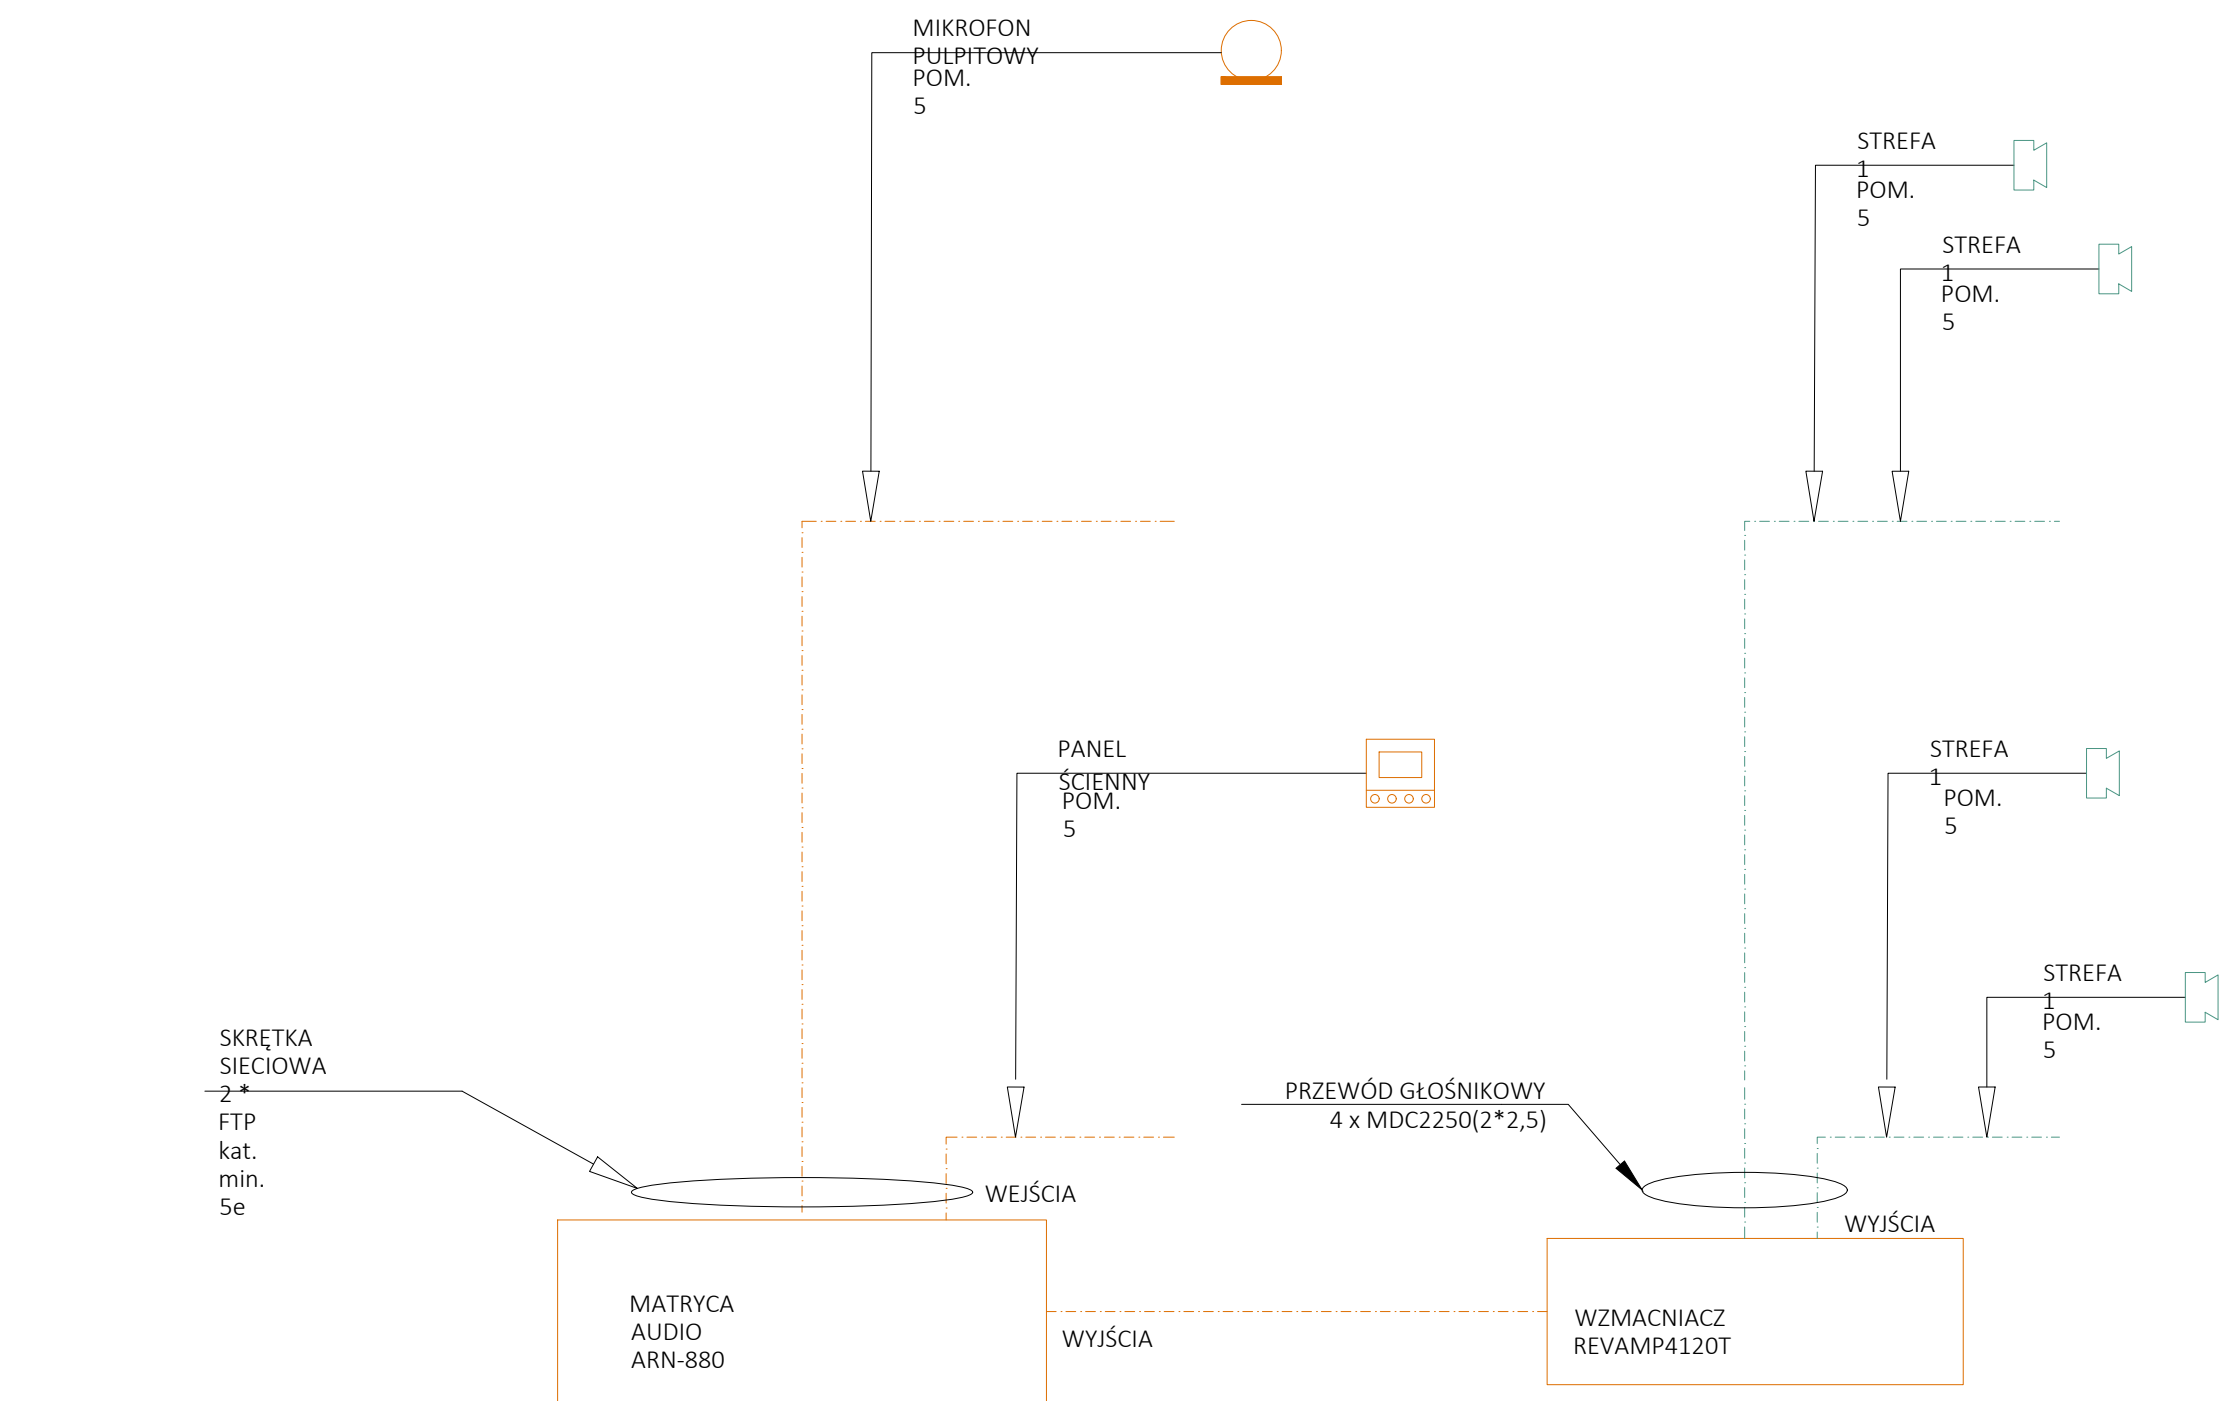 MIKROFON
PULPITOWY
POM.
5
STREFA
1
POM.
5
STREFA
1
POM.
5
PANEL
ŚCIENNY
POM.
5
STREFA
1
POM.
5
STREFA
1
POM.
5
SKRĘTKA
SIECIOWA
2 *
FTP
kat.
min.
5e
PRZEWÓD GŁOŚNIKOWY
4 x MDC2250(2*2,5)
WEJŚCIA
WYJŚCIA
MATRYCA
AUDIO
ARN-880
WYJŚCIA
WZMACNIACZ
REVAMP4120T